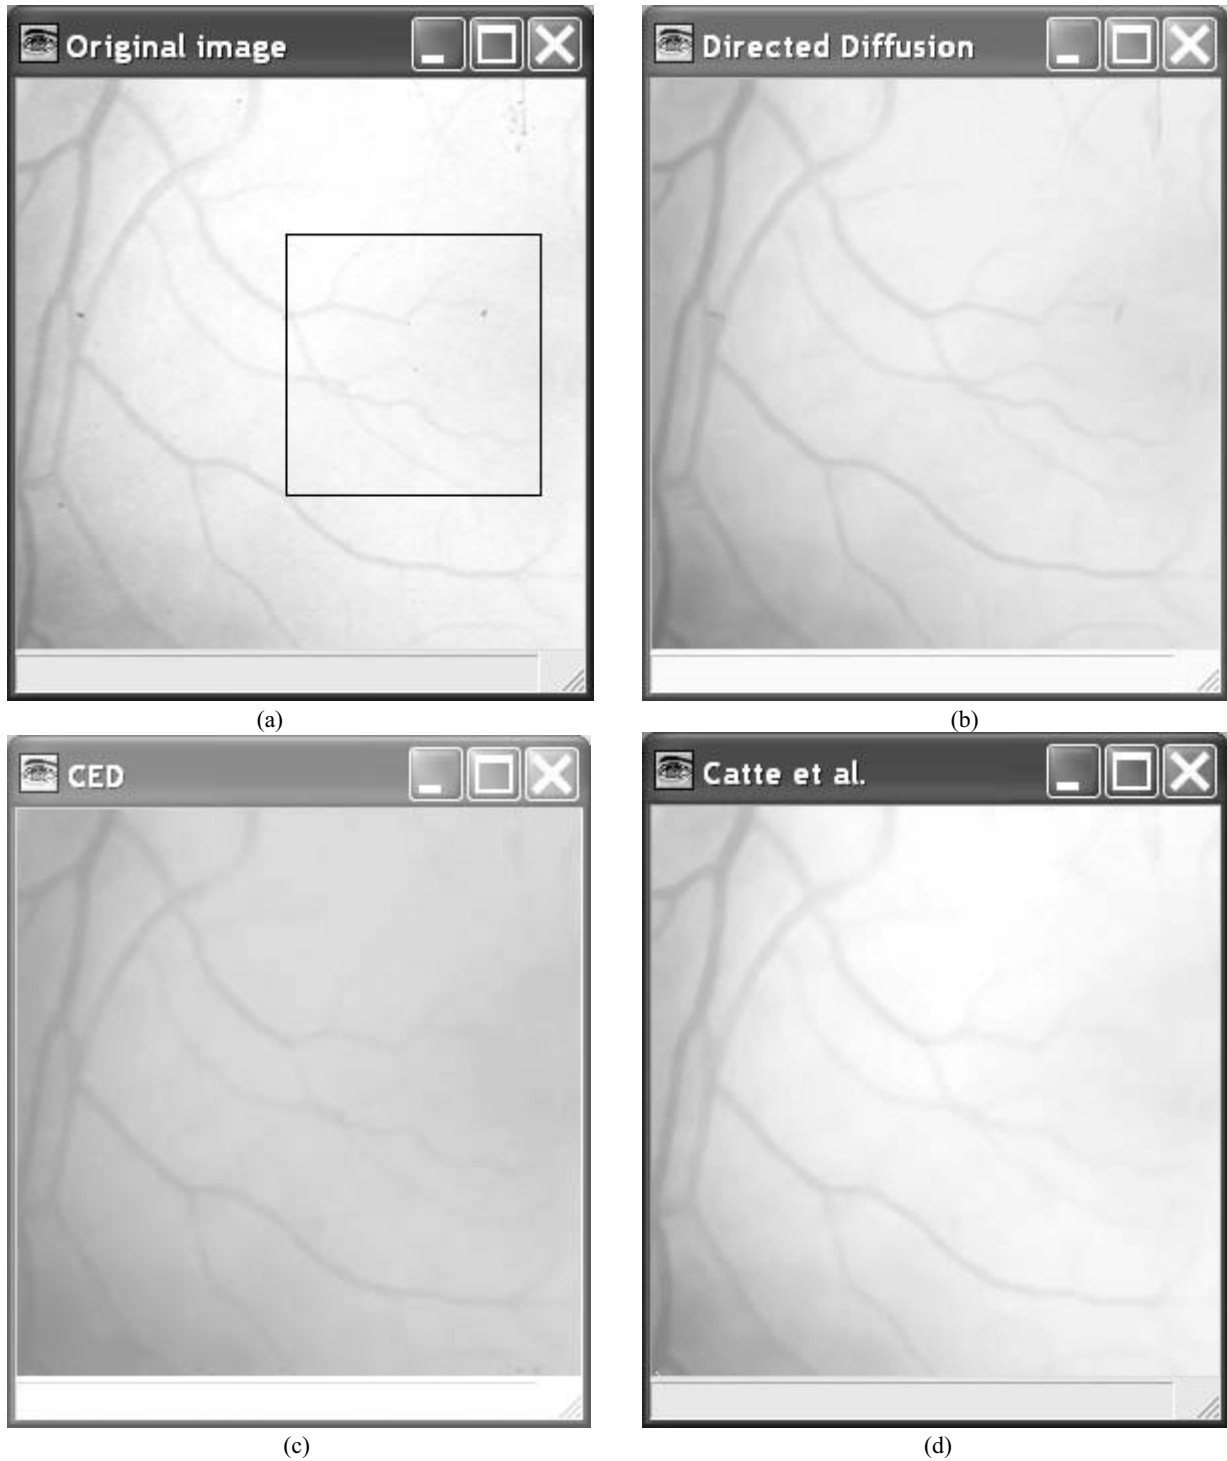 Original image
Directed Diffusion
(a)
(b)
CED
Catte et al.
(c)
(d)